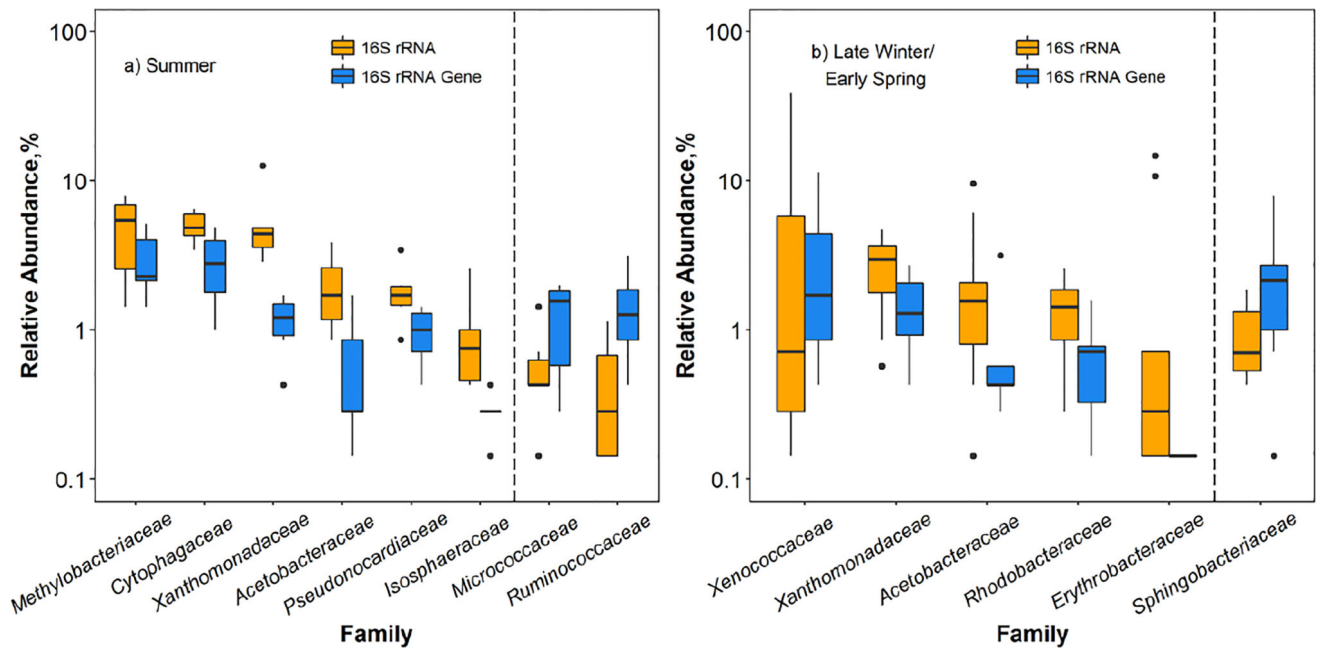 100
10
1
0.1
Relative Abundance,%
a) Summer
16S rRNA
16S rRNA Gene
Methylobacteriaceae
Cytophagaceae
Xanthomonadaceae
Acetobacteraceae
Pseudonocardiaceae
Isosphaeraceae
Micrococcaceae
Ruminococcaceae
Family
100
10
1
0.1
Relative Abundance,%
b) Late Winter/
Early Spring
16S rRNA
16S rRNA Gene
Xenococcaceae
Xanthomonadaceae
Acetobacteraceae
Rhodobacteraceae
Erythrobacteraceae
Sphingobacteriaceae
Family